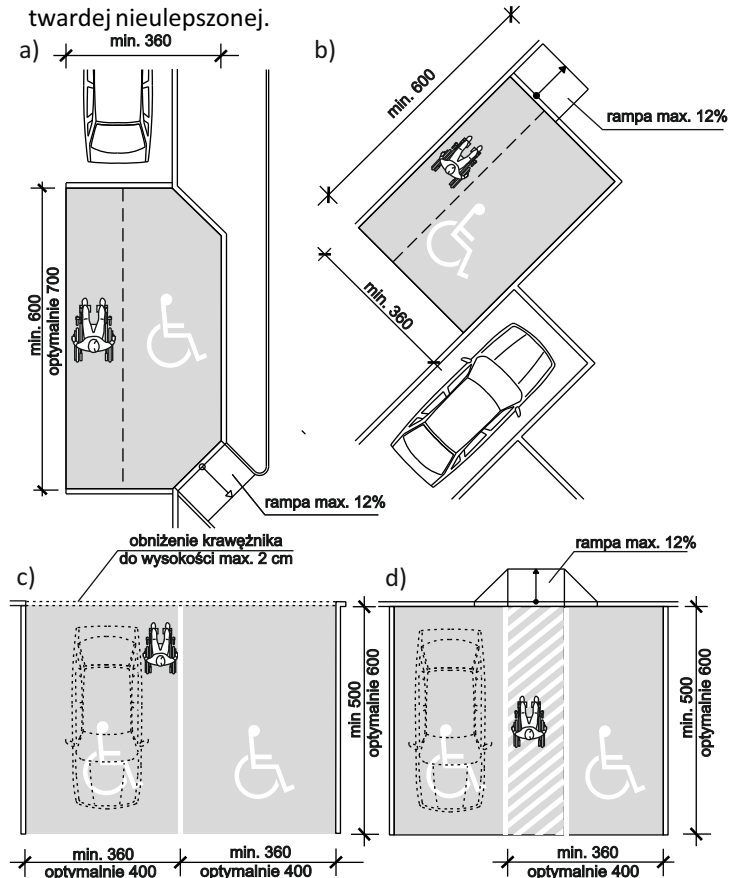 twardej nieulepszonej.
a)
min. 360
b)
min. 600
rampa max. 12%
min. 600
optymalnie 700
min. 360
rampa max. 12%
obniżenie krawężnika
do wysokości max. 2 cm
c)
min 500
optymalnie 600
min. 360
optymalnie 400
min. 360
optymalnie 400
d)
rampa max. 12%
min 500
optymalnie 600
min. 360
optymalnie 400